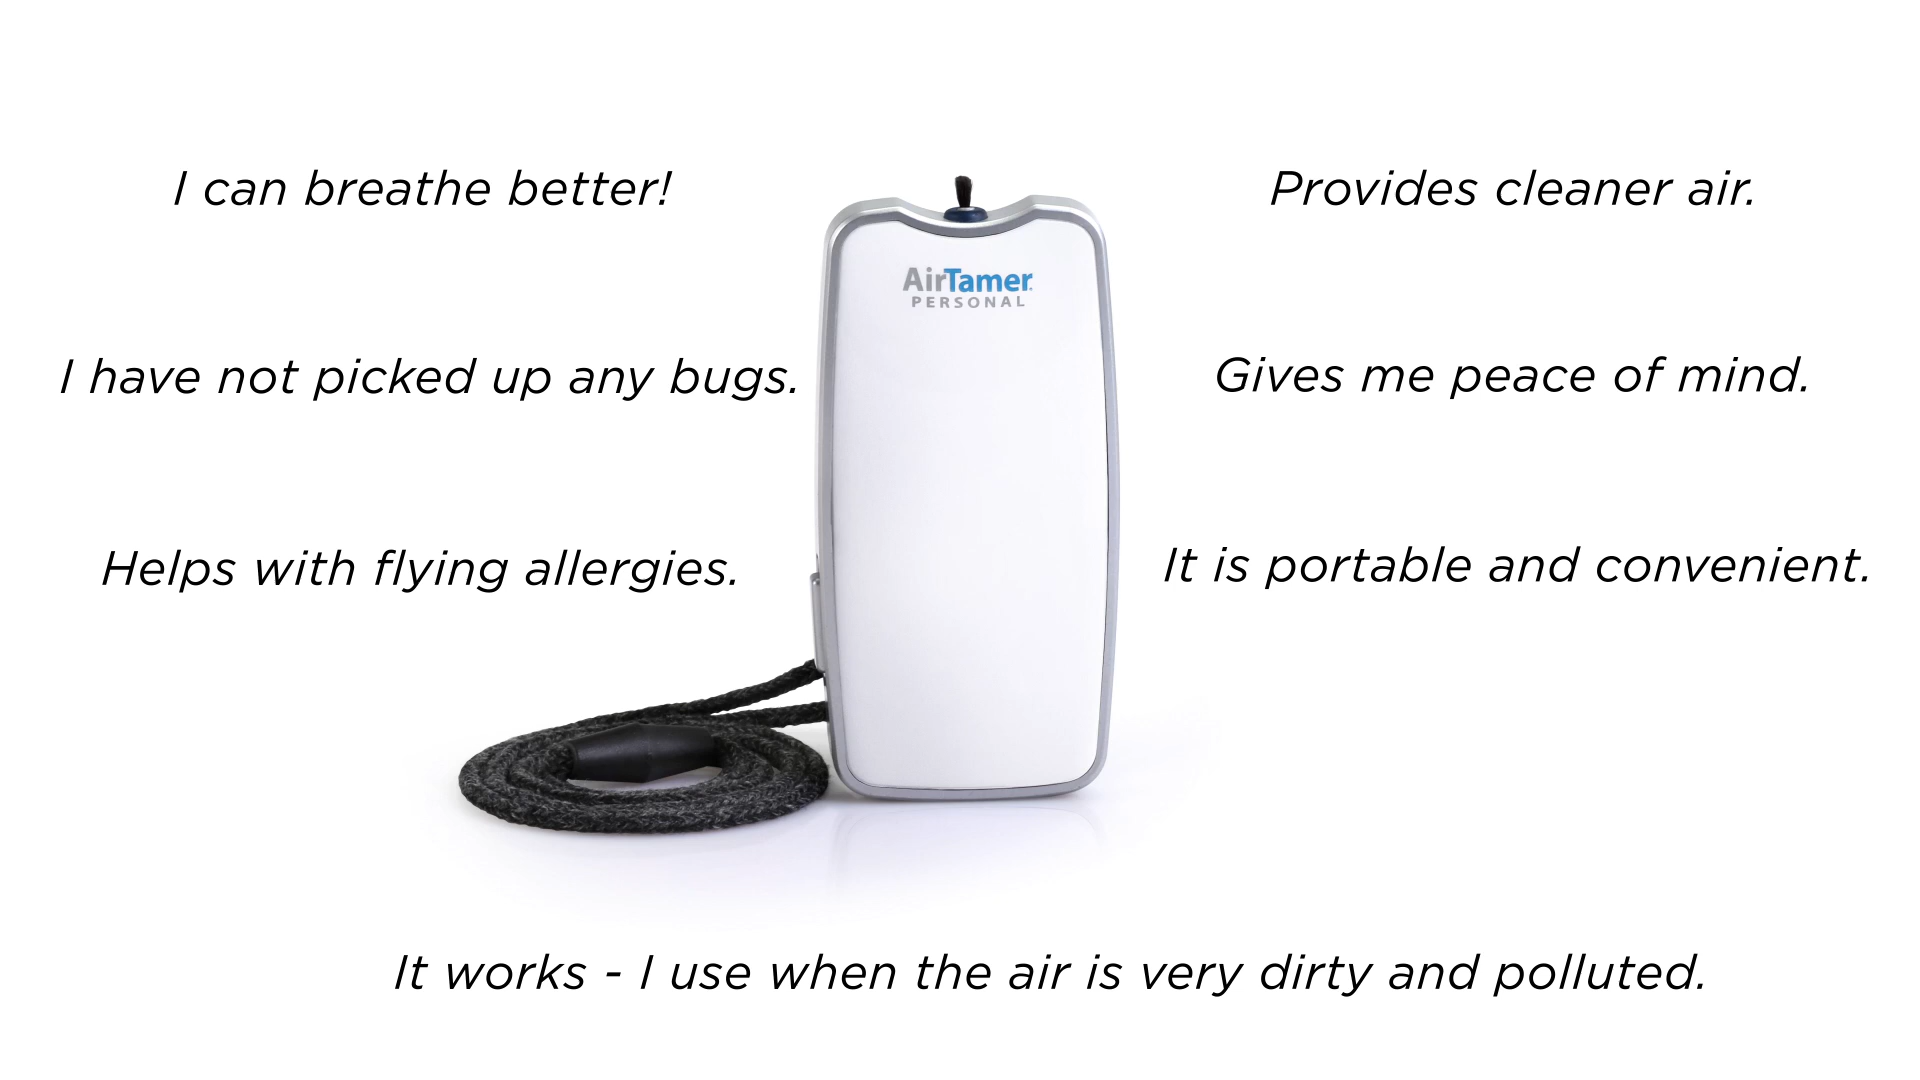 I can breathe better!
Provides cleaner air.
AirTamer
PERSONAL
I have not picked up any bugs.
Gives me peace of mind.
Helps with flying allergies.
It is portable and convenient.
It works - I use when the air is very dirty and polluted.